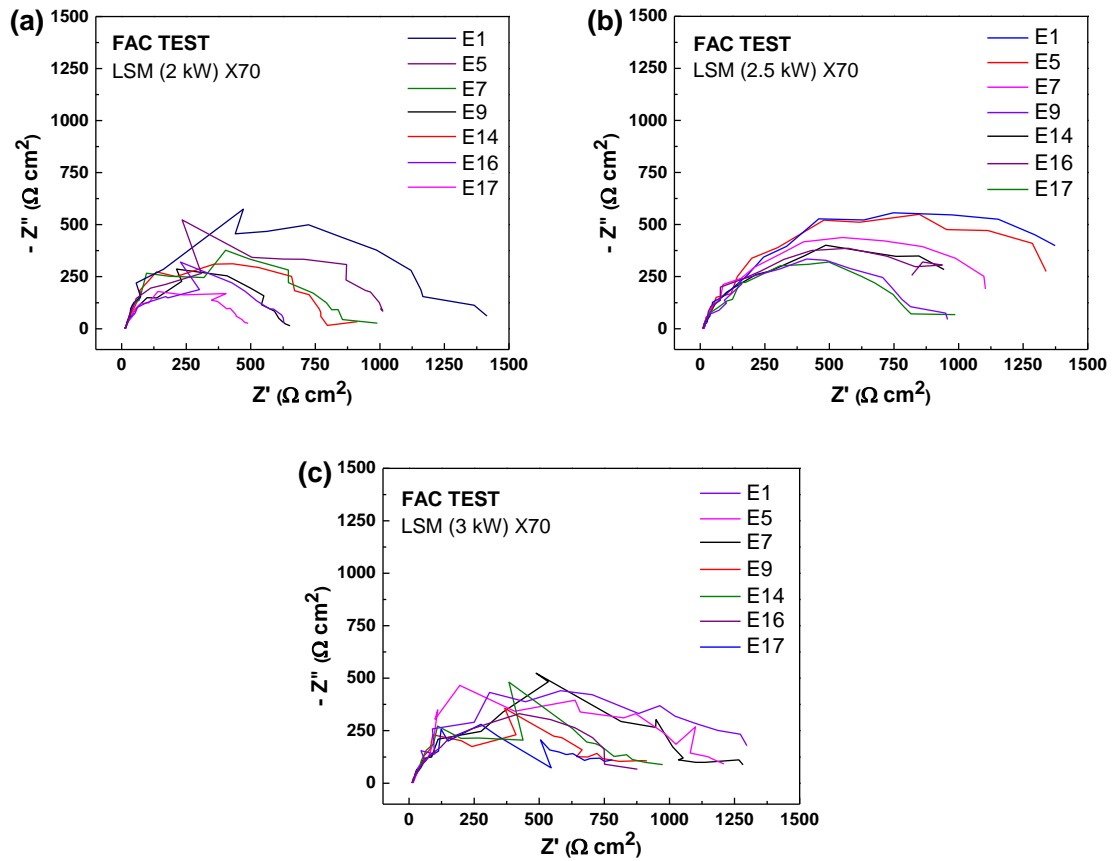 (a)
FAC TEST
LSM (2 kW) X70
E1
E5
E7
E9
E14
E16
E17
1500
1250
1000
750
500
250
0
- Z" (Ω cm²)
0 250 500 750 1000 1250 1500
Z' (Ω cm²)
(b)
FAC TEST
LSM (2.5 kW) X70
E1
E5
E7
E9
E14
E16
E17
1500
1250
1000
750
500
250
0
- Z" (Ω cm²)
0 250 500 750 1000 1250 1500
Z' (Ω cm²)
(c)
FAC TEST
LSM (3 kW) X70
E1
E5
E7
E9
E14
E16
E17
1500
1250
1000
750
500
250
0
- Z" (Ω cm²)
0 250 500 750 1000 1250 1500
Z' (Ω cm²)